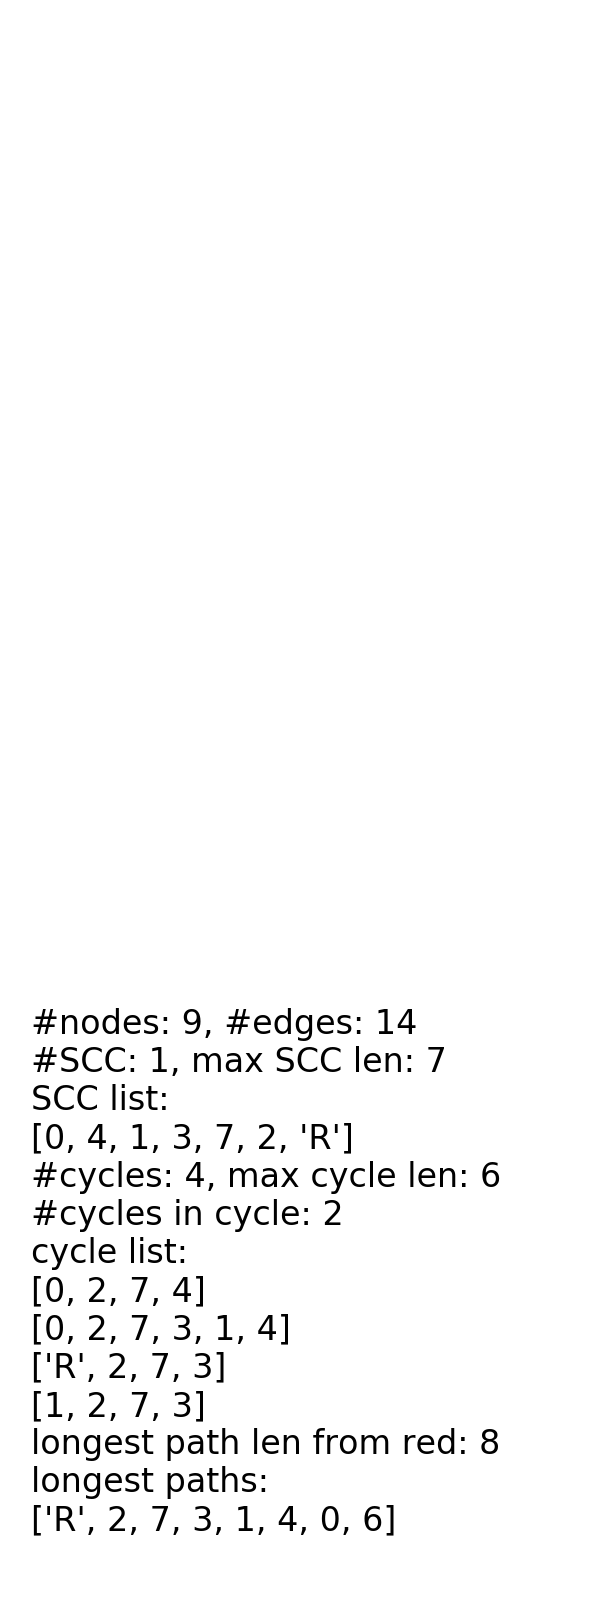 #nodes: 9, #edges: 14
#SCC: 1, max SCC len: 7
SCC list:
[0, 4, 1, 3, 7, 2, 'R']
#cycles: 4, max cycle len: 6
#cycles in cycle: 2
cycle list:
[0, 2, 7, 4]
[0, 2, 7, 3, 1, 4]
['R', 2, 7, 3]
[1, 2, 7, 3]
longest path len from red: 8
longest paths:
['R', 2, 7, 3, 1, 4, 0, 6]